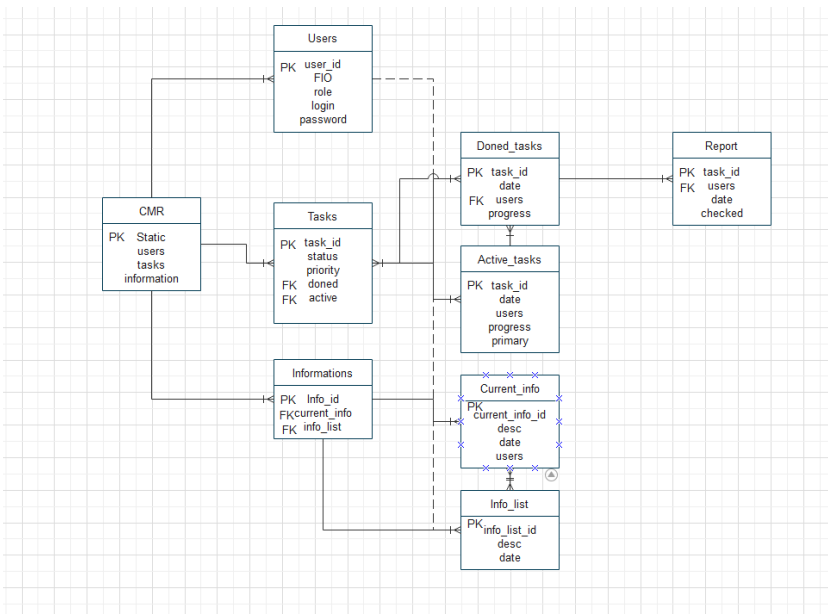 Users
PK user_id
FIO
role
login
password
Doned_tasks
PK task_id
date
FK users
progress
Report
PK task_id
FK users
date
checked
CMR
PK Static
users
tasks
information
Tasks
PK task_id
status
priority
FK doned
FK active
Active_tasks
PK task_id
date
users
progress
primary
Informations
PK Info_id
FK current_info
FK info_list
Current_info
PK
current_info_id
desc
date
users
Info_list
PK info_list_id
desc
date